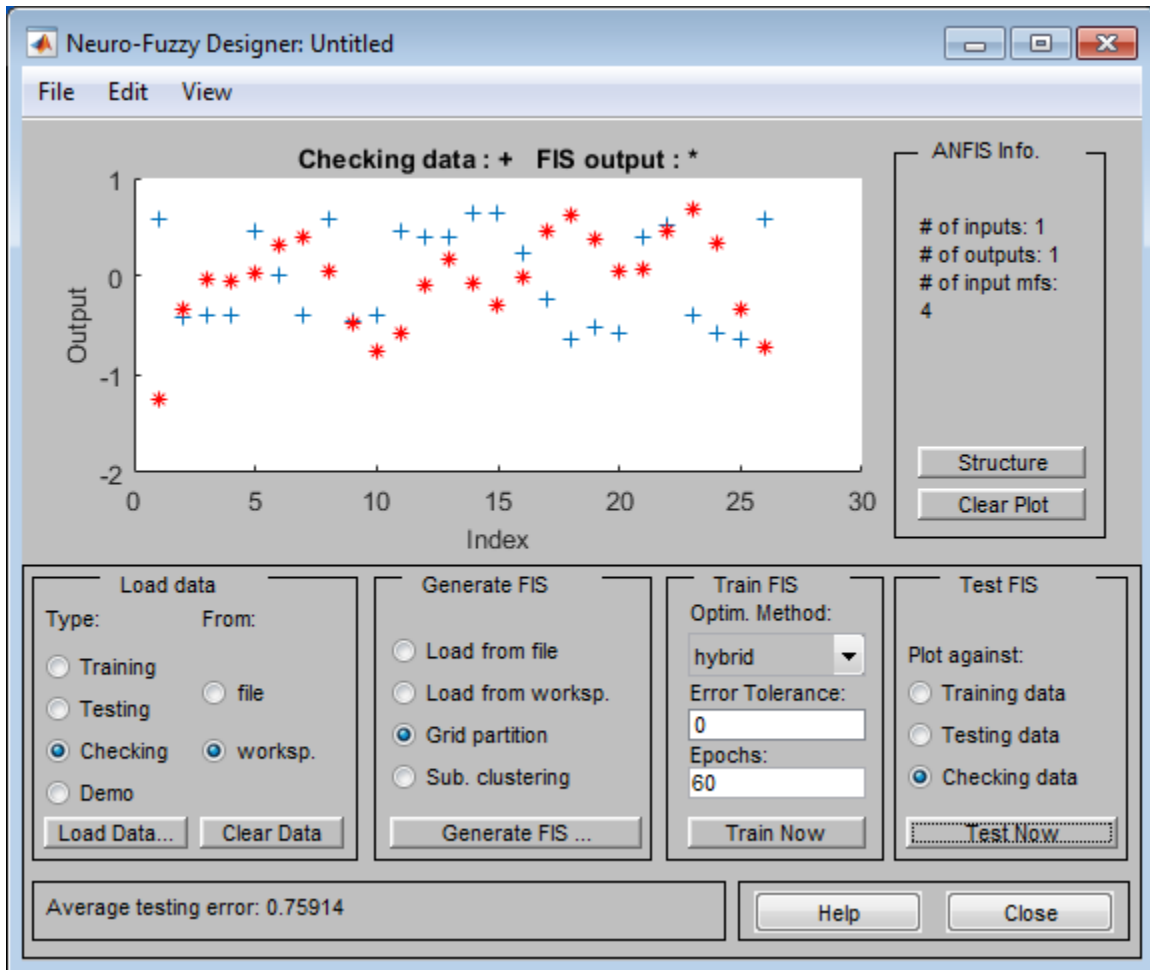 Neuro-Fuzzy Designer: Untitled
File Edit View
Checking data : + FIS output : *
1
0
-1
-2
Output
0 5 10 15 20 25 30
Index
ANFIS Info.
# of inputs: 1
# of outputs: 1
# of input mfs:
4
Structure
Clear Plot
Load data
Type: From:
Training
file
Testing
Checking
worksp.
Demo
Load Data... Clear Data
Generate FIS
Load from file
Load from worksp.
Grid partition
Sub. clustering
Generate FIS ...
Train FIS
Optim. Method:
hybrid
Error Tolerance:
0
Epochs:
60
Train Now
Test FIS
Plot against:
Training data
Testing data
Checking data
Test Now
Average testing error: 0.75914
Help Close